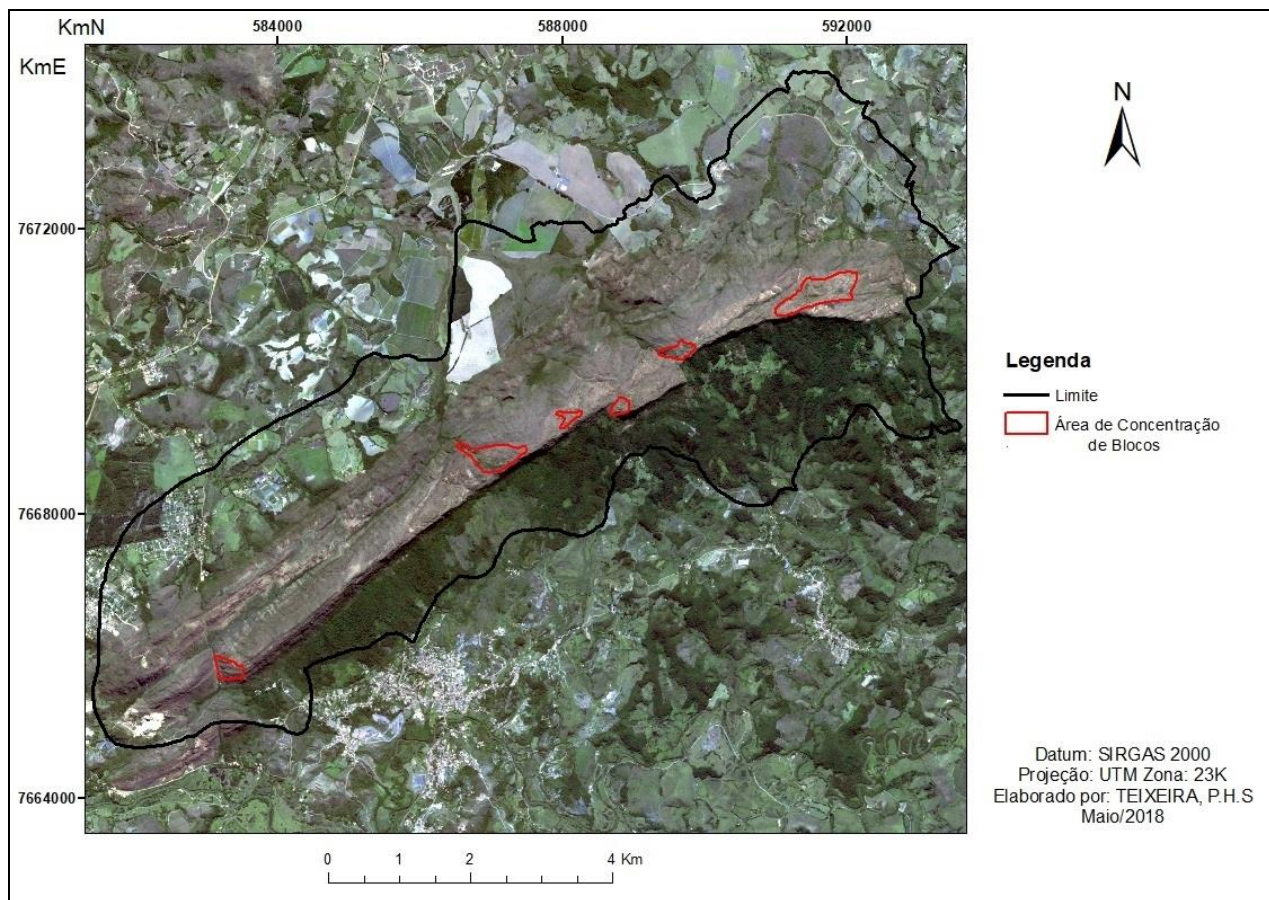 KmN
584000
588000
592000
KmE
N
7672000
Legenda
Limite
Área de Concentração
de Blocos
7668000
7664000
Datum: SIRGAS 2000
Projeção: UTM Zona: 23K
Elaborado por: TEIXEIRA, P.H.S
Maio/2018
0 1 2 4 Km